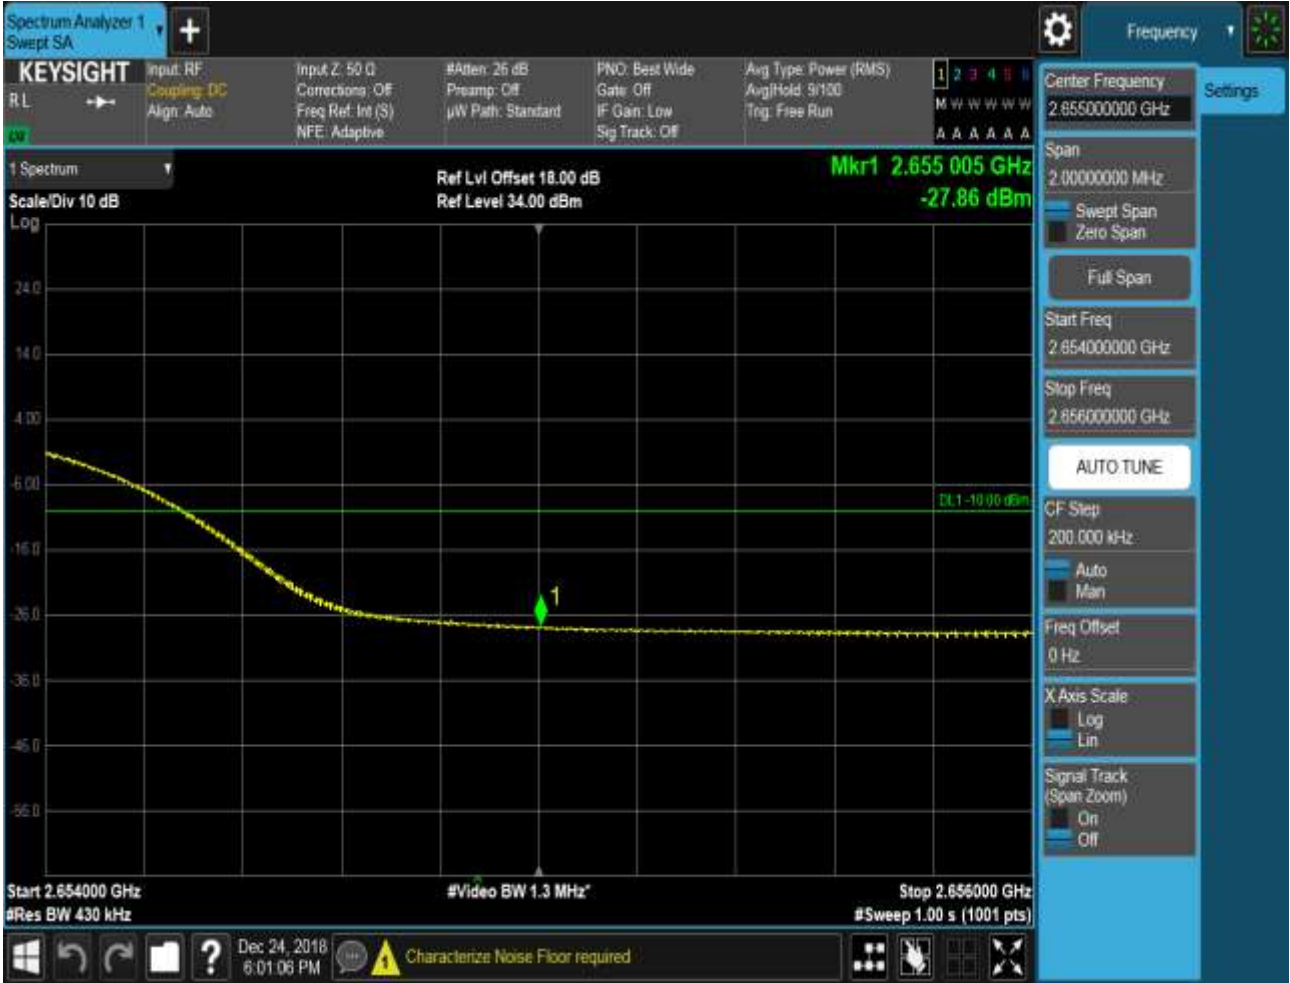 Spectrum Analyzer 1
Swept SA
+
Frequency
KEYSIGHT
RL
Input: RF
Coupling: DC
Align: Auto
Input Z: 50 Ω
Corrections: Off
Freq Ref: Int (S)
NFE: Adaptive
#Atten: 26 dB
Preamp: Off
µW Path: Standard
PNO: Best Wide
Gate: Off
IF Gain: Low
Sig Track: Off
Avg Type: Power (RMS)
Avg|Hold: 9/100
Trig: Free Run
1 2 3 4 5 6
M W W W W W
A A A A A A
1 Spectrum
Scale/Div 10 dB
Log
Ref Lvl Offset 18.00 dB
Ref Level 34.00 dBm
Mkr1 2.655 005 GHz
-27.86 dBm
24.0
14.0
4.00
-6.00
DL1 -10.00 dBm
-16.0
1
-26.0
-36.0
-46.0
-56.0
Start 2.654000 GHz
#Res BW 430 kHz
#Video BW 1.3 MHz*
Stop 2.656000 GHz
#Sweep 1.00 s (1001 pts)
Center Frequency
2.655000000 GHz
Settings
Span
2.00000000 MHz
Swept Span
Zero Span
Full Span
Start Freq
2.654000000 GHz
Stop Freq
2.656000000 GHz
AUTO TUNE
CF Step
200.000 kHz
Auto
Man
Freq Offset
0 Hz
X Axis Scale
Log
Lin
Signal Track
(Span Zoom)
On
Off
?
Dec 24, 2018
6:01:06 PM
Characterize Noise Floor required